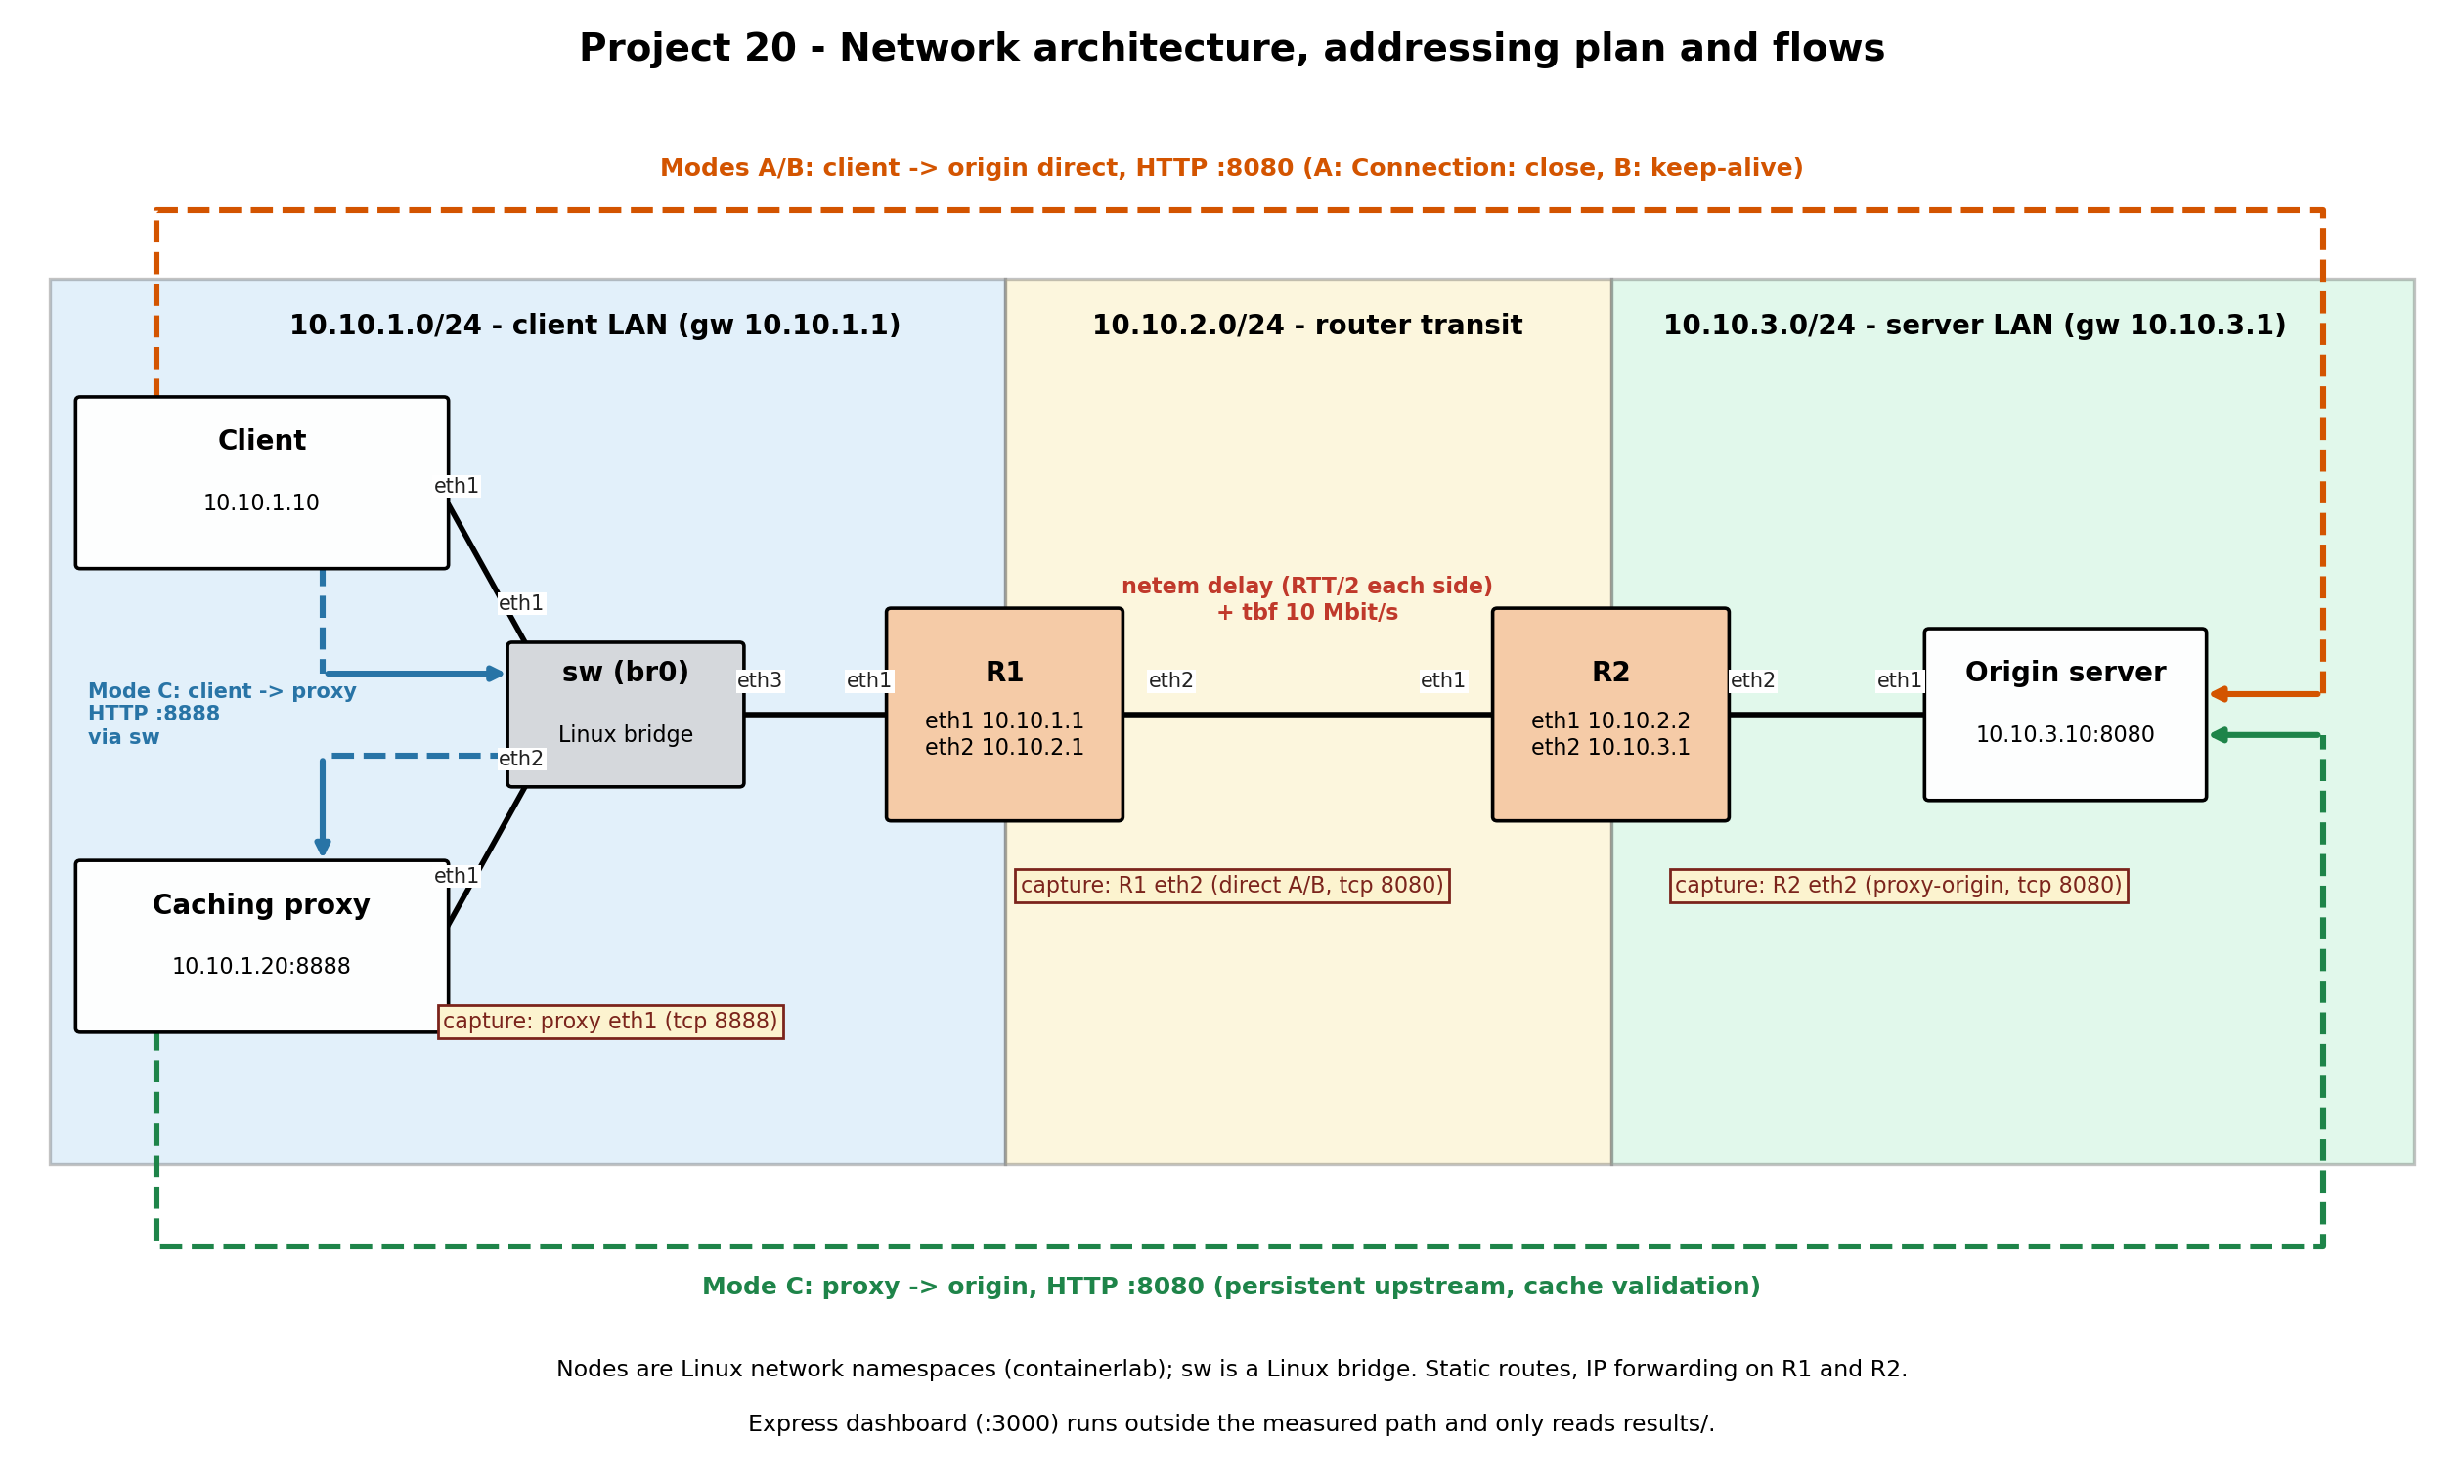 Project 20 - Network architecture, addressing plan and flows
Modes A/B: client -> origin direct, HTTP :8080 (A: Connection: close, B: keep-alive)
10.10.1.0/24 - client LAN (gw 10.10.1.1)
10.10.2.0/24 - router transit
10.10.3.0/24 - server LAN (gw 10.10.3.1)
Client
10.10.1.10
eth1
eth1
netem delay (RTT/2 each side)
+ tbf 10 Mbit/s
Mode C: client -> proxy
HTTP :8888
via sw
sw (br0)
Linux bridge
eth2
eth3
eth1
R1
eth1 10.10.1.1
eth2 10.10.2.1
eth2
eth1
R2
eth1 10.10.2.2
eth2 10.10.3.1
eth2
eth1
Origin server
10.10.3.10:8080
eth1
Caching proxy
10.10.1.20:8888
capture: R1 eth2 (direct A/B, tcp 8080)
capture: R2 eth2 (proxy-origin, tcp 8080)
capture: proxy eth1 (tcp 8888)
Mode C: proxy -> origin, HTTP :8080 (persistent upstream, cache validation)
Nodes are Linux network namespaces (containerlab); sw is a Linux bridge. Static routes, IP forwarding on R1 and R2.
Express dashboard (:3000) runs outside the measured path and only reads results/.